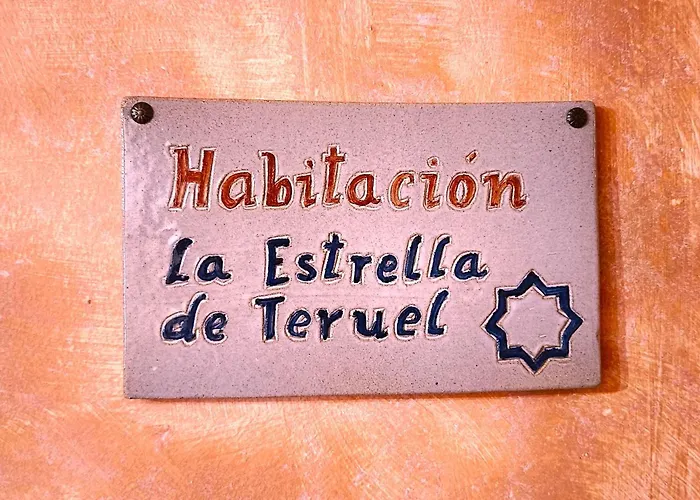 Habitación
La Estrella
de Teruel